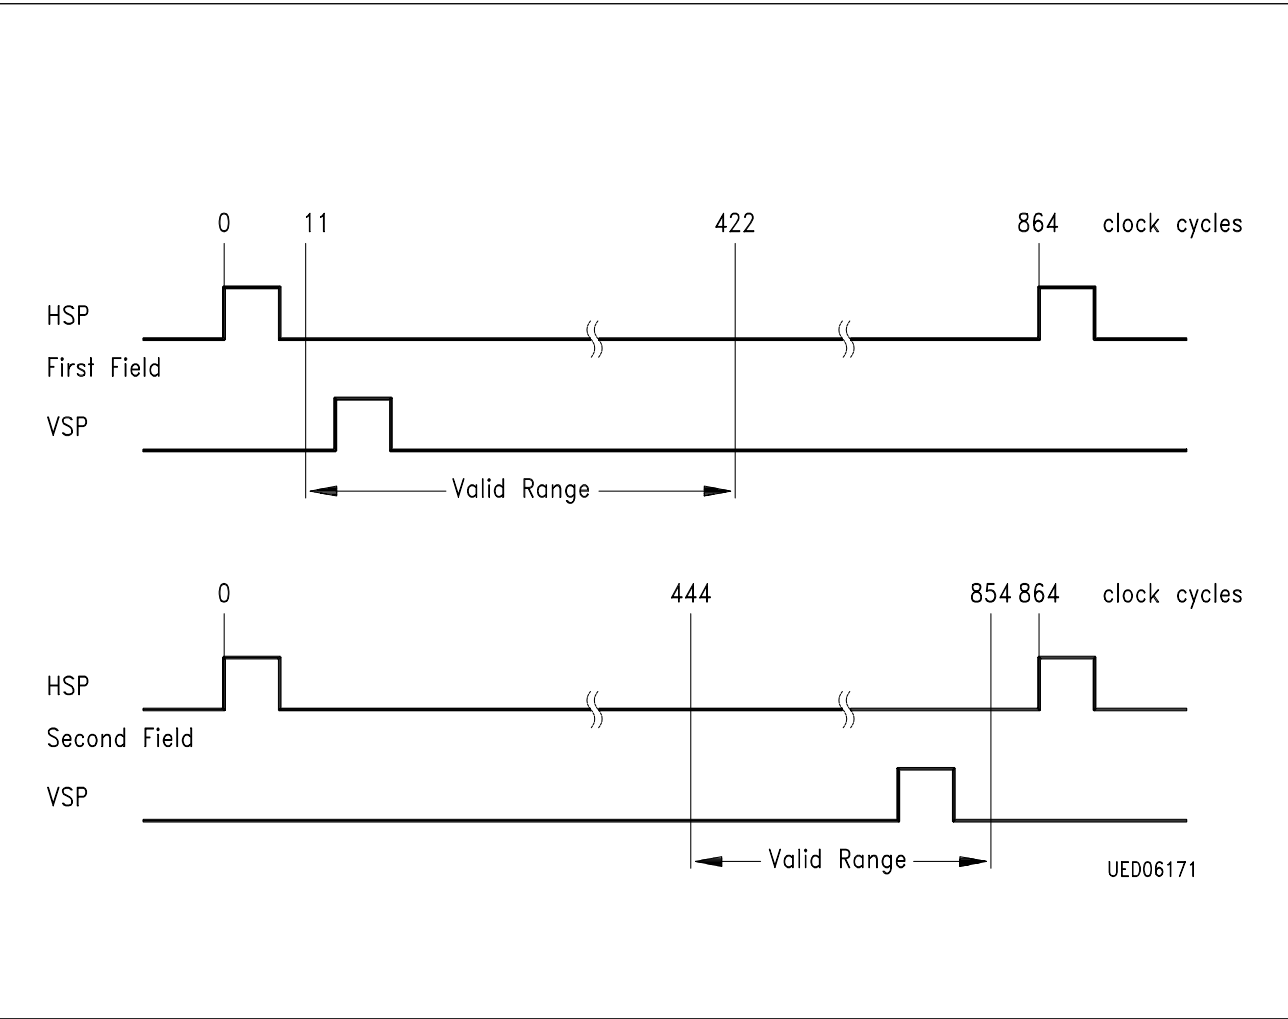 0 11 422 864 clock cycles
HSP
First Field
VSP
Valid Range
0 444 854 864 clock cycles
HSP
Second Field
VSP
Valid Range
UED06171